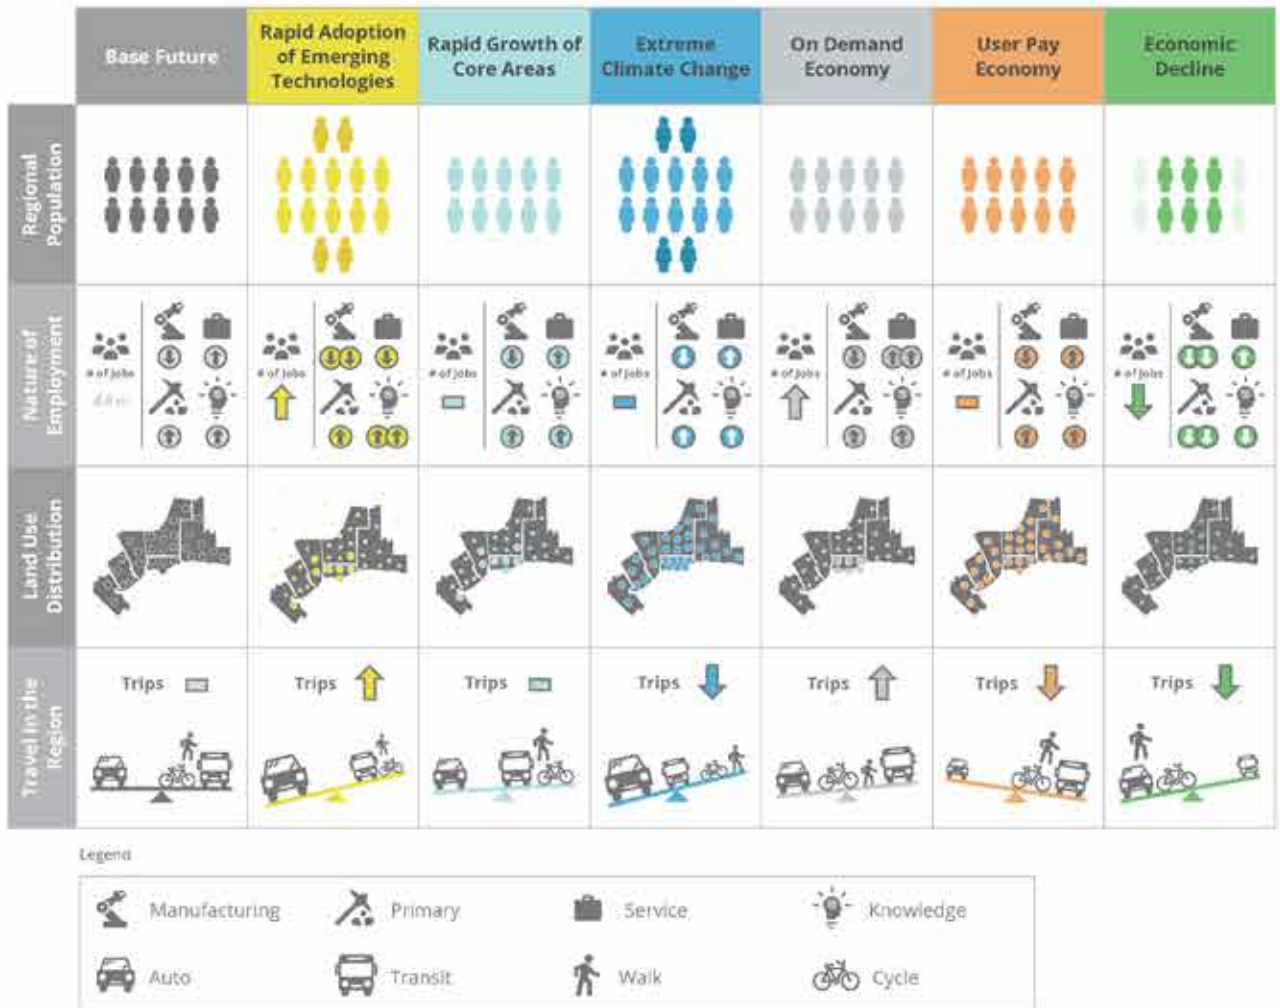 Base Future
Rapid Adoption
of Emerging
Technologies
Rapid Growth of
Core Areas
Extreme
Climate Change
On Demand
Economy
User Pay
Economy
Economic
Decline
Regional
Population
Nature of
Employment
# of Jobs
# of Jobs
# of Jobs
# of Jobs
# of Jobs
# of Jobs
# of Jobs
Land Use
Distribution
Travel in the
Region
Trips
Trips
Trips
Trips
Trips
Trips
Trips
Legend
Manufacturing
Primary
Service
Knowledge
Auto
Transit
Walk
Cycle